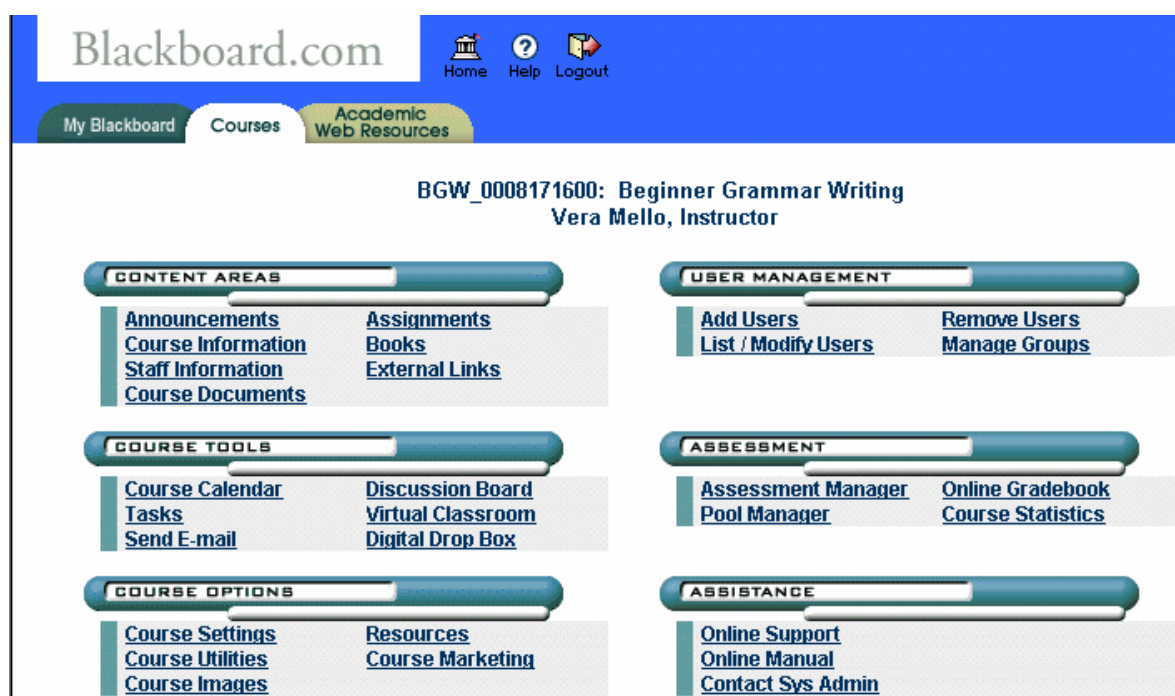 Blackboard.com
Home Help Logout
My Blackboard Courses Academic Web Resources
BGW_0008171600: Beginner Grammar Writing
Vera Mello, Instructor
CONTENT AREAS
Announcements Assignments
Course Information Books
Staff Information External Links
Course Documents
USER MANAGEMENT
Add Users Remove Users
List / Modify Users Manage Groups
COURSE TOOLS
Course Calendar Discussion Board
Tasks Virtual Classroom
Send E-mail Digital Drop Box
ASSESSMENT
Assessment Manager Online Gradebook
Pool Manager Course Statistics
COURSE OPTIONS
Course Settings Resources
Course Utilities Course Marketing
Course Images
ASSISTANCE
Online Support
Online Manual
Contact Sys Admin